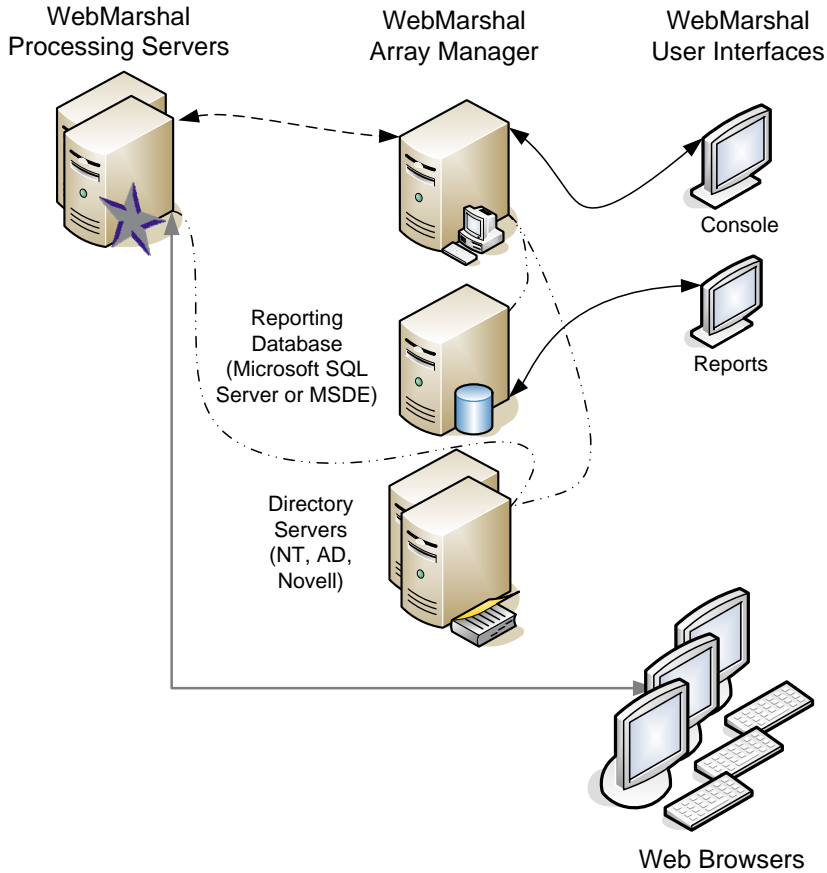 WebMarshal
Processing Servers
WebMarshal
Array Manager
WebMarshal
User Interfaces
Console
Reporting
Database
(Microsoft SQL
Server or MSDE)
Reports
Directory
Servers
(NT, AD,
Novell)
Web Browsers